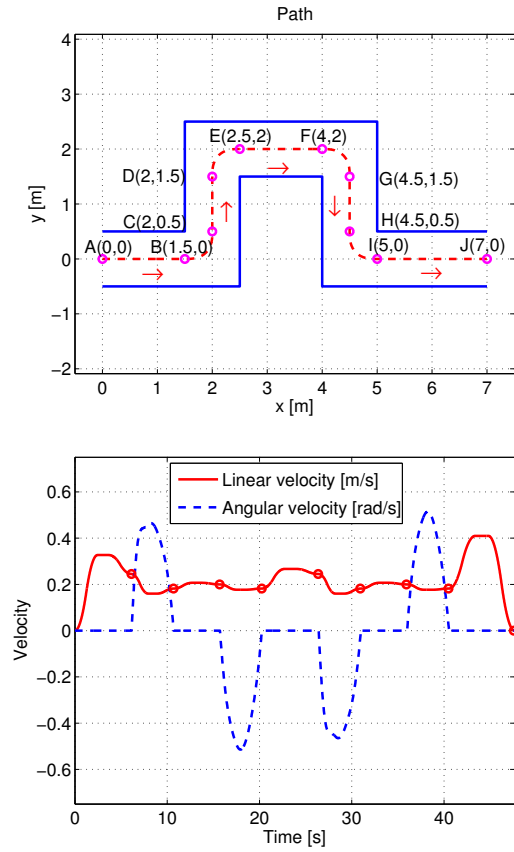 Path
4
3
E(2.5,2) F(4,2)
2
D(2,1.5) G(4.5,1.5)
y [m]
1
C(2,0.5) H(4.5,0.5)
A(0,0) B(1.5,0) I(5,0) J(7,0)
0
−1
−2
0 1 2 3 4 5 6 7
x [m]
Linear velocity [m/s]
Angular velocity [rad/s]
0.6
0.4
0.2
0
−0.2
−0.4
−0.6
Velocity
0 10 20 30 40
Time [s]